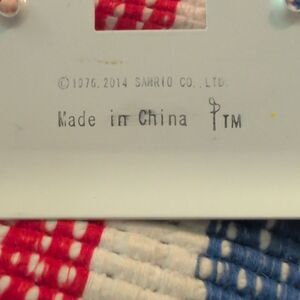 ©1976, 2014 SANRIO CO., LTD.
Made in China TM